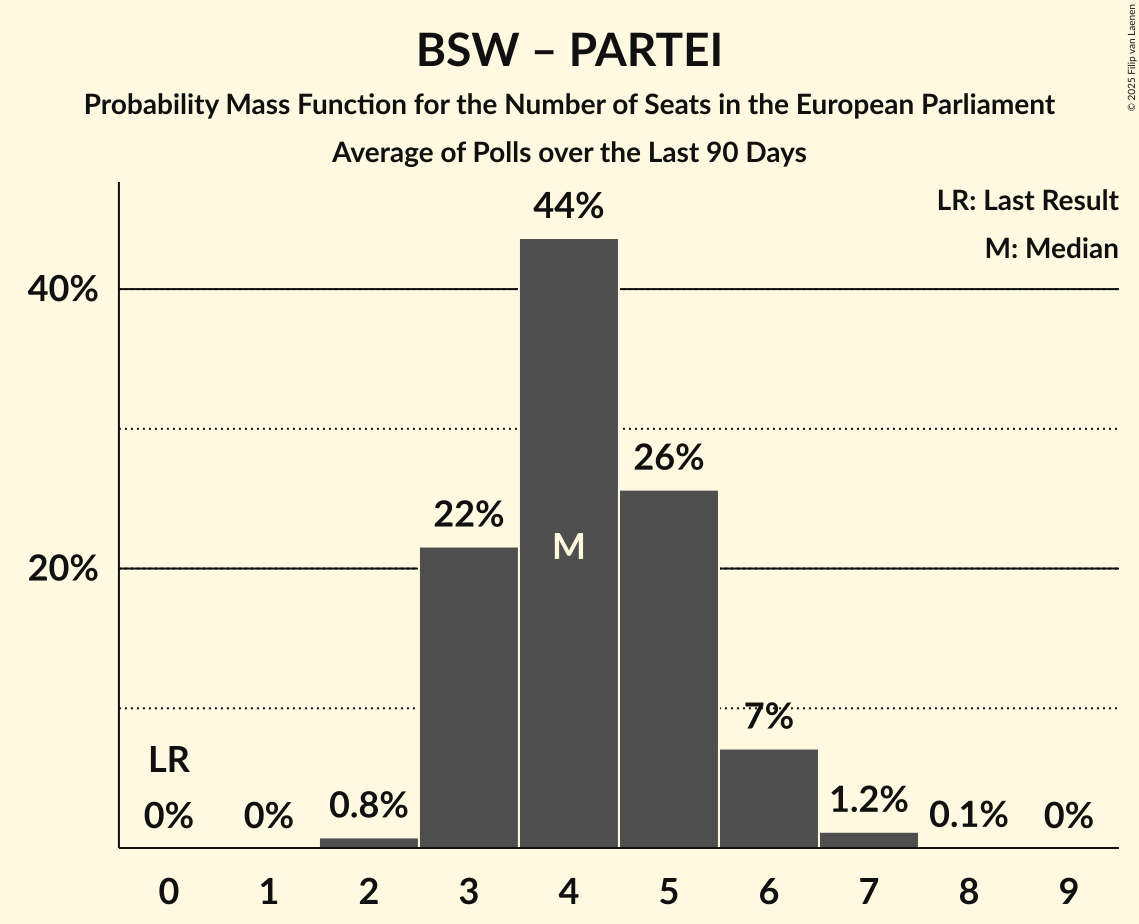 BSW – PARTEI
Probability Mass Function for the Number of Seats in the European Parliament
Average of Polls over the Last 90 Days
© 2025 Filip van Laenen
LR: Last Result
M: Median
44%
40%
26%
22%
M
20%
7%
LR
0%
0%
0.8%
1.2%
0.1%
0%
0 1 2 3 4 5 6 7 8 9